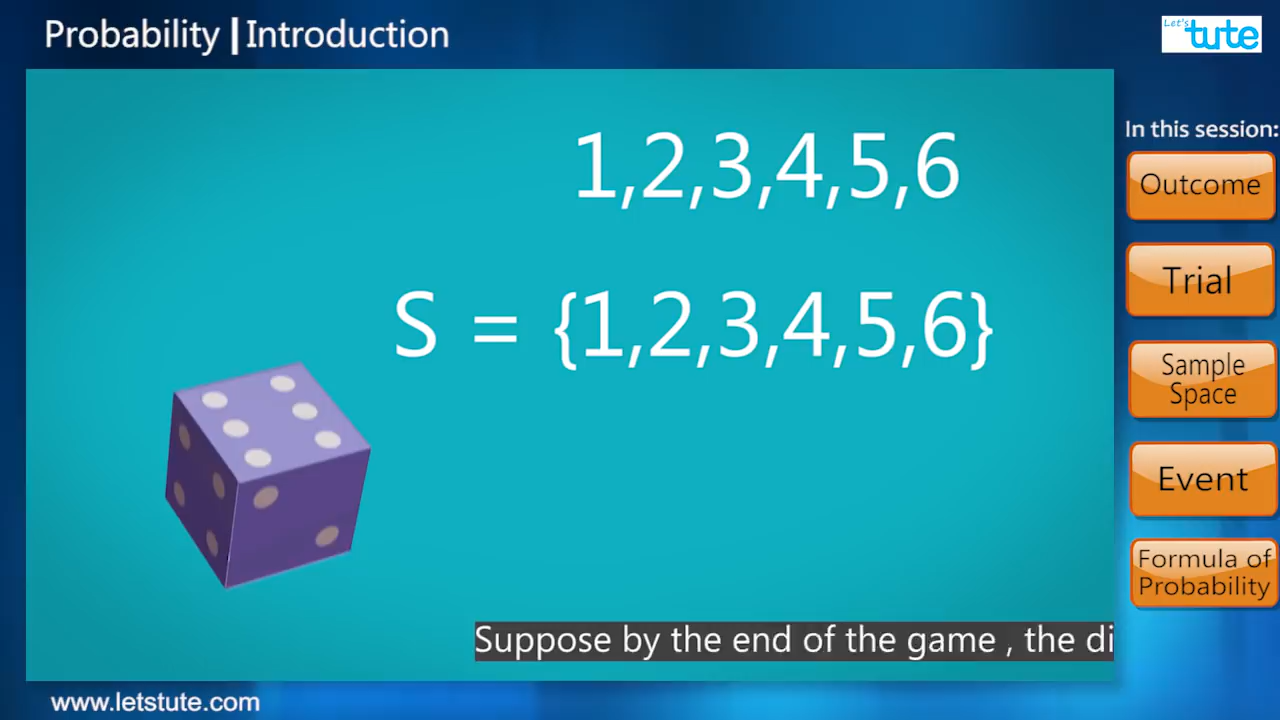 Probability | Introduction
Let's
tute
In this session:
1,2,3,4,5,6
S = {1,2,3,4,5,6}
Outcome
Trial
Sample
Space
Event
Formula of
Probability
Suppose by the end of the game , the di
www.letstute.com